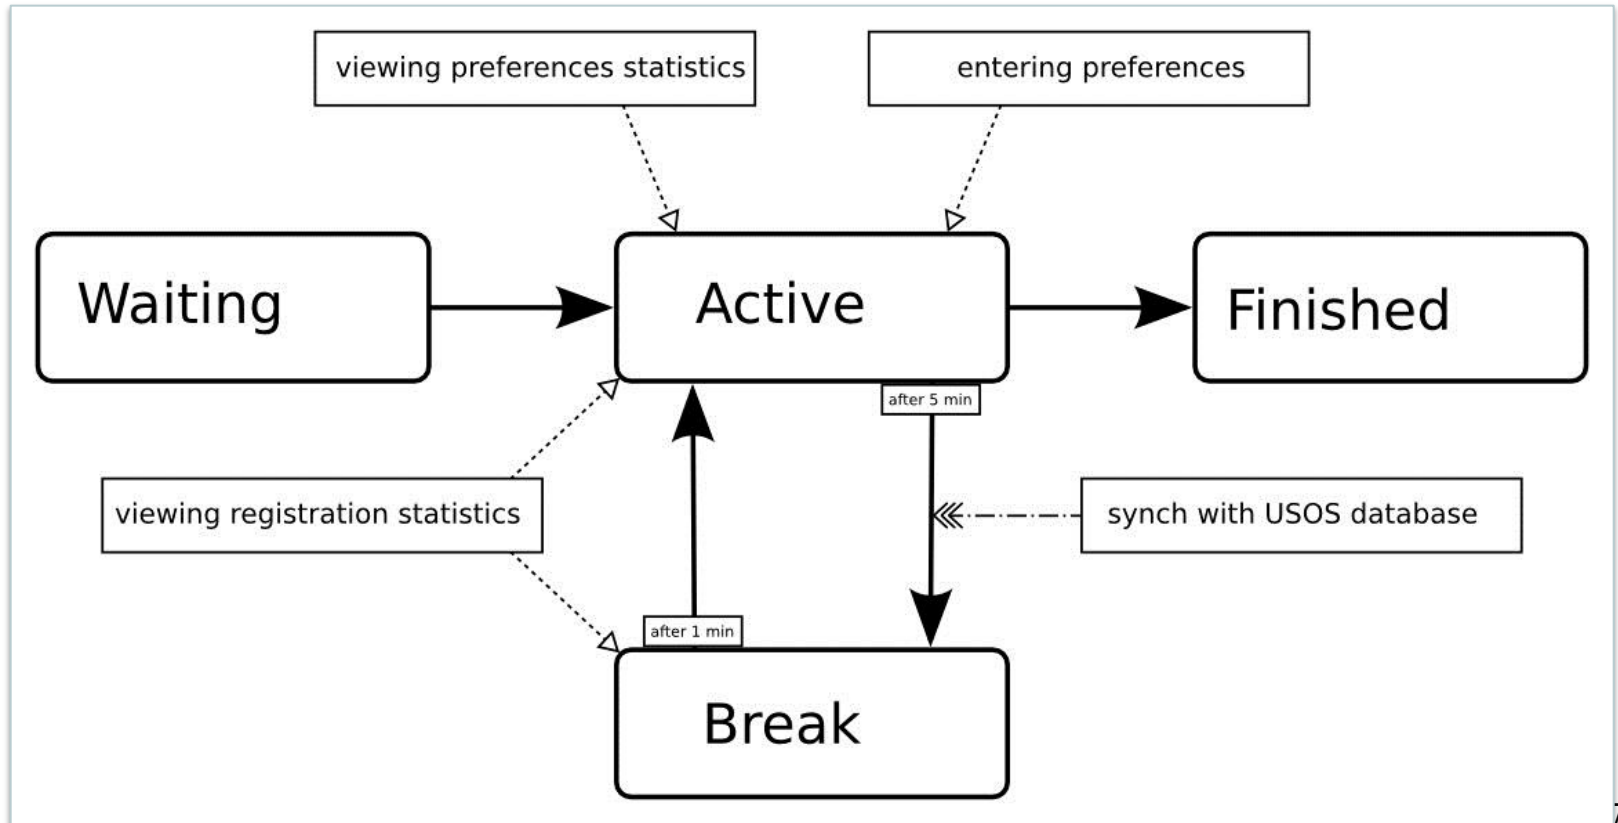 viewing preferences statistics
entering preferences
Waiting
Active
Finished
after 5 min
viewing registration statistics
synch with USOS database
after 1 min
Break